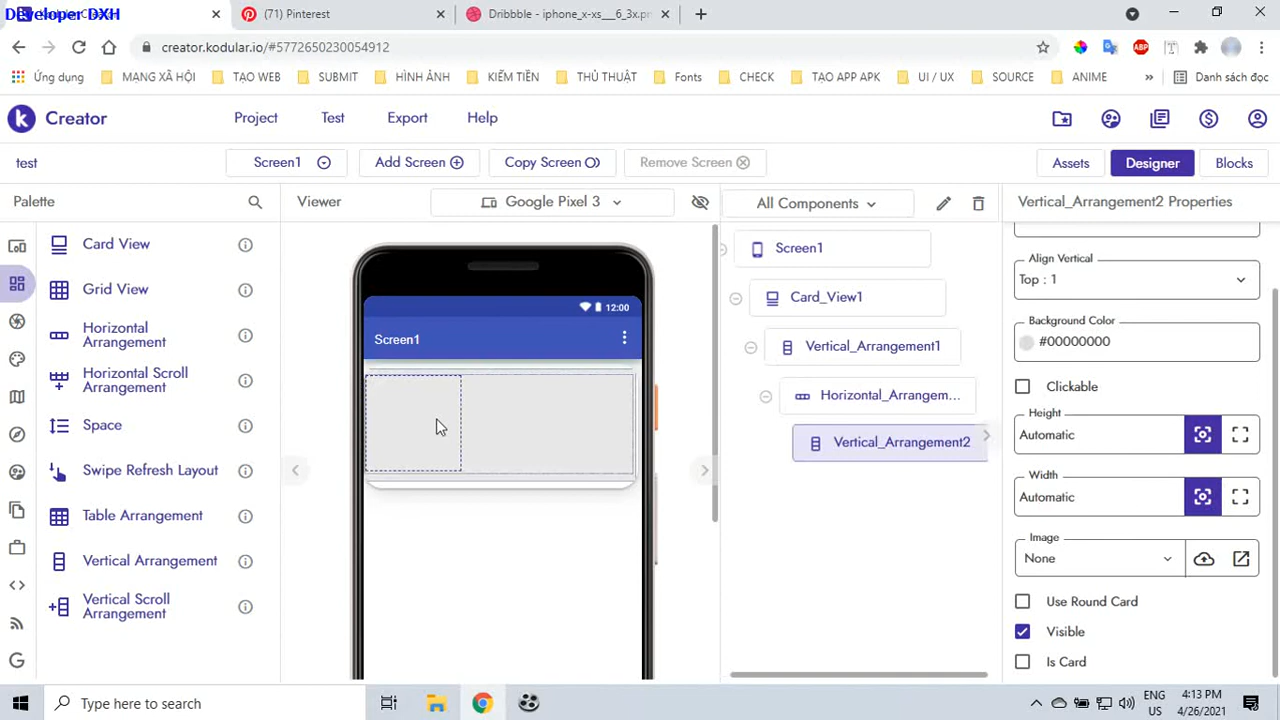 Developer DXH
(71) Pinterest
Dribbble - iphone_x-xs___6_3x.pn
creator.kodular.io/#5772650230054912
Ứng dụng
MẠNG XÃ HỘI
TẠO WEB
SUBMIT
HÌNH ẢNH
KIẾM TIỀN
THỦ THUẬT
Fonts
CHECK
TẠO APP APK
UI / UX
SOURCE
ANIME
»
Danh sách đọc
Creator
Project
Test
Export
Help
test
Screen1
Add Screen
Copy Screen
Remove Screen
Assets
Designer
Blocks
Palette
Viewer
Google Pixel 3
All Components
Vertical_Arrangement2 Properties
Card View
Grid View
Horizontal
Arrangement
Horizontal Scroll
Arrangement
Space
Swipe Refresh Layout
Table Arrangement
Vertical Arrangement
Vertical Scroll
Arrangement
12:00
Screen1
Screen1
Card_View1
Vertical_Arrangement1
Horizontal_Arrangem...
Vertical_Arrangement2
Align Vertical
Top : 1
Background Color
#00000000
Clickable
Height
Automatic
Width
Automatic
Image
None
Use Round Card
Visible
Is Card
Type here to search
ENG
US
4:13 PM
4/26/2021